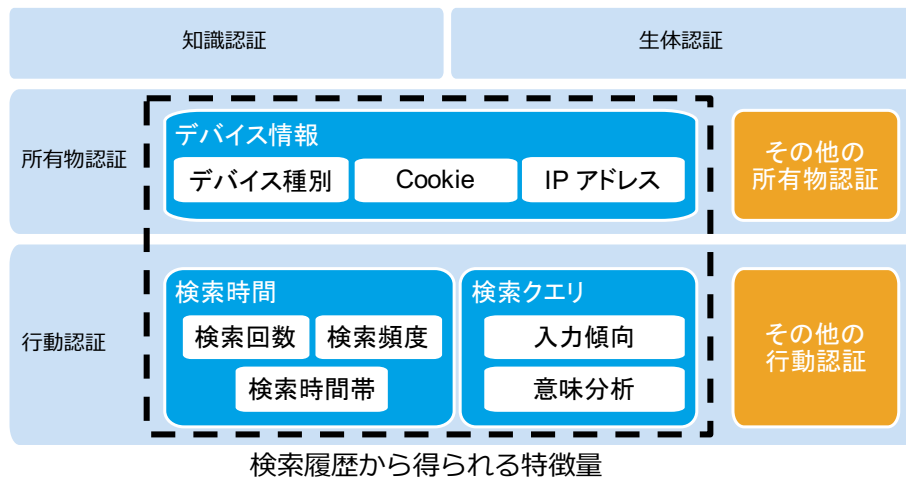 知識認証
生体認証
所有物認証
デバイス情報
デバイス種別
Cookie
IP アドレス
その他の
所有物認証
行動認証
検索時間
検索回数
検索頻度
検索時間帯
検索クエリ
入力傾向
意味分析
その他の
行動認証
検索履歴から得られる特徴量